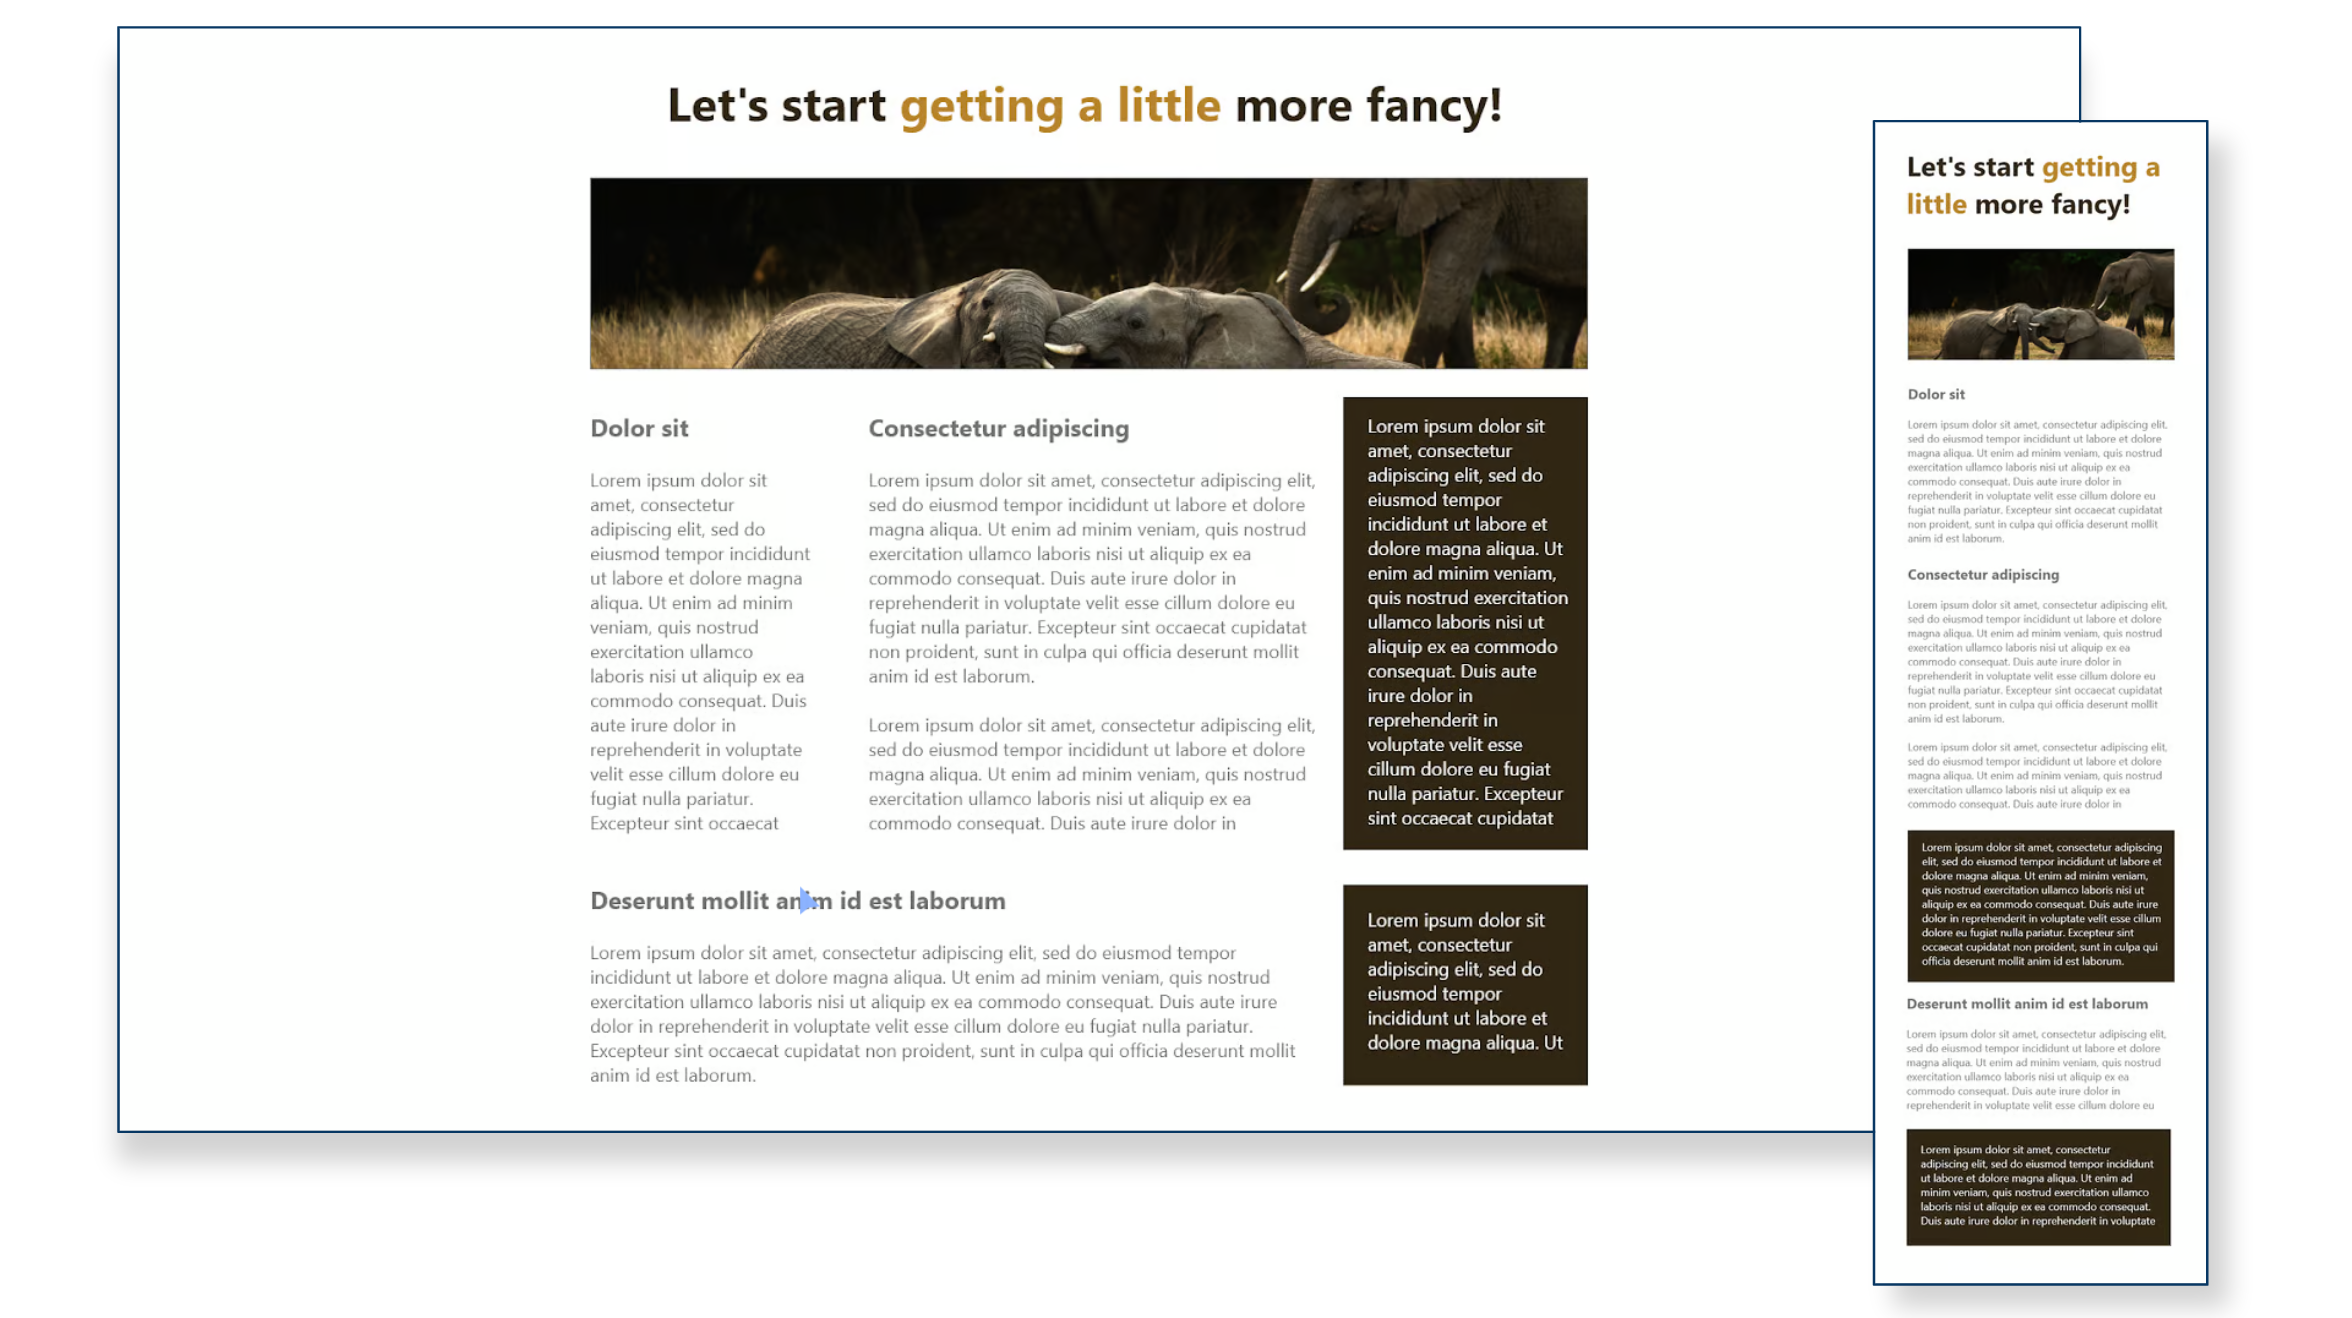 Let's start getting a little more fancy!
Dolor sit
Lorem ipsum dolor sit
amet, consectetur
adipiscing elit, sed do
eiusmod tempor incididunt
ut labore et dolore magna
aliqua. Ut enim ad minim
veniam, quis nostrud
exercitation ullamco
laboris nisi ut aliquip ex ea
commodo consequat. Duis
aute irure dolor in
reprehenderit in voluptate
velit esse cillum dolore eu
fugiat nulla pariatur.
Excepteur sint occaecat
Consectetur adipiscing
Lorem ipsum dolor sit amet, consectetur adipiscing elit,
sed do eiusmod tempor incididunt ut labore et dolore
magna aliqua. Ut enim ad minim veniam, quis nostrud
exercitation ullamco laboris nisi ut aliquip ex ea
commodo consequat. Duis aute irure dolor in
reprehenderit in voluptate velit esse cillum dolore eu
fugiat nulla pariatur. Excepteur sint occaecat cupidatat
non proident, sunt in culpa qui officia deserunt mollit
anim id est laborum.
Lorem ipsum dolor sit amet, consectetur adipiscing elit,
sed do eiusmod tempor incididunt ut labore et dolore
magna aliqua. Ut enim ad minim veniam, quis nostrud
exercitation ullamco laboris nisi ut aliquip ex ea
commodo consequat. Duis aute irure dolor in
Lorem ipsum dolor sit
amet, consectetur
adipiscing elit, sed do
eiusmod tempor
incididunt ut labore et
dolore magna aliqua. Ut
enim ad minim veniam,
quis nostrud exercitation
ullamco laboris nisi ut
aliquip ex ea commodo
consequat. Duis aute
irure dolor in
reprehenderit in
voluptate velit esse
cillum dolore eu fugiat
nulla pariatur. Excepteur
sint occaecat cupidatat
Deserunt mollit anim id est laborum
Lorem ipsum dolor sit amet, consectetur adipiscing elit, sed do eiusmod tempor
incididunt ut labore et dolore magna aliqua. Ut enim ad minim veniam, quis nostrud
exercitation ullamco laboris nisi ut aliquip ex ea commodo consequat. Duis aute irure
dolor in reprehenderit in voluptate velit esse cillum dolore eu fugiat nulla pariatur.
Excepteur sint occaecat cupidatat non proident, sunt in culpa qui officia deserunt mollit
anim id est laborum.
Lorem ipsum dolor sit
amet, consectetur
adipiscing elit, sed do
eiusmod tempor
incididunt ut labore et
dolore magna aliqua. Ut
Let's start getting a
little more fancy!
Dolor sit
Lorem ipsum dolor sit amet, consectetur adipiscing elit,
sed do eiusmod tempor incididunt ut labore et dolore
magna aliqua. Ut enim ad minim veniam, quis nostrud
exercitation ullamco laboris nisi ut aliquip ex ea
commodo consequat. Duis aute irure dolor in
reprehenderit in voluptate velit esse cillum dolore eu
fugiat nulla pariatur. Excepteur sint occaecat cupidatat
non proident, sunt in culpa qui officia deserunt mollit
anim id est laborum.
Consectetur adipiscing
Lorem ipsum dolor sit amet, consectetur adipiscing elit,
sed do eiusmod tempor incididunt ut labore et dolore
magna aliqua. Ut enim ad minim veniam, quis nostrud
exercitation ullamco laboris nisi ut aliquip ex ea
commodo consequat. Duis aute irure dolor in
reprehenderit in voluptate velit esse cillum dolore eu
fugiat nulla pariatur. Excepteur sint occaecat cupidatat
non proident, sunt in culpa qui officia deserunt mollit
anim id est laborum.
Lorem ipsum dolor sit amet, consectetur adipiscing elit,
sed do eiusmod tempor incididunt ut labore et dolore
magna aliqua. Ut enim ad minim veniam, quis nostrud
exercitation ullamco laboris nisi ut aliquip ex ea
commodo consequat. Duis aute irure dolor in
Lorem ipsum dolor sit amet, consectetur adipiscing
elit, sed do eiusmod tempor incididunt ut labore et
dolore magna aliqua. Ut enim ad minim veniam,
quis nostrud exercitation ullamco laboris nisi ut
aliquip ex ea commodo consequat. Duis aute irure
dolor in reprehenderit in voluptate velit esse cillum
dolore eu fugiat nulla pariatur. Excepteur sint
occaecat cupidatat non proident, sunt in culpa qui
officia deserunt mollit anim id est laborum.
Deserunt mollit anim id est laborum
Lorem ipsum dolor sit amet, consectetur adipiscing elit,
sed do eiusmod tempor incididunt ut labore et dolore
magna aliqua. Ut enim ad minim veniam, quis nostrud
exercitation ullamco laboris nisi ut aliquip ex ea
commodo consequat. Duis aute irure dolor in
reprehenderit in voluptate velit esse cillum dolore eu
Lorem ipsum dolor sit amet, consectetur
adipiscing elit, sed do eiusmod tempor incididunt
ut labore et dolore magna aliqua. Ut enim ad
minim veniam, quis nostrud exercitation ullamco
laboris nisi ut aliquip ex ea commodo consequat.
Duis aute irure dolor in reprehenderit in voluptate